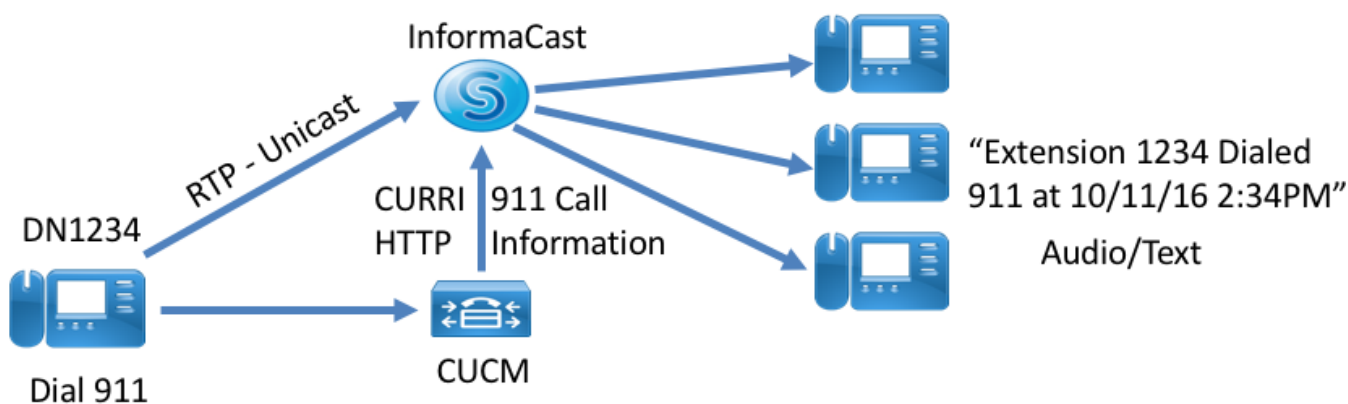 InformaCast
RTP - Unicast
DN1234
Dial 911
CURRI
HTTP
911 Call
Information
CUCM
“Extension 1234 Dialed
911 at 10/11/16 2:34PM”
Audio/Text